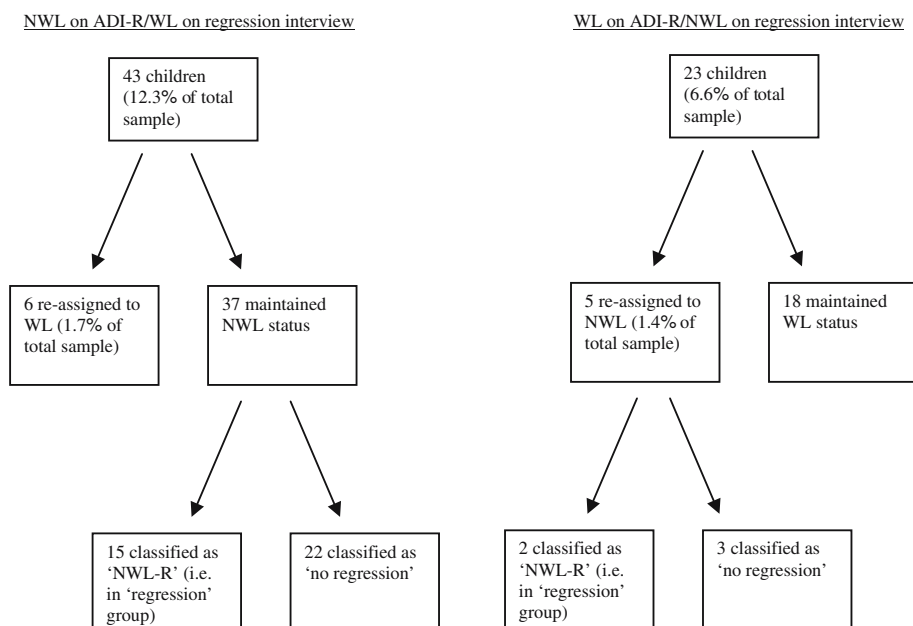 NWL on ADI-R/WL on regression interview
43 children
(12.3% of total
sample)
6 re-assigned to
WL (1.7% of
total sample)
37 maintained
NWL status
15 classified as
‘NWL-R’ (i.e.
in ‘regression’
group)
22 classified as
‘no regression’
WL on ADI-R/NWL on regression interview
23 children
(6.6% of total
sample)
5 re-assigned to
NWL (1.4% of
total sample)
18 maintained
WL status
2 classified as
‘NWL-R’ (i.e.
in ‘regression’
group)
3 classified as
‘no regression’